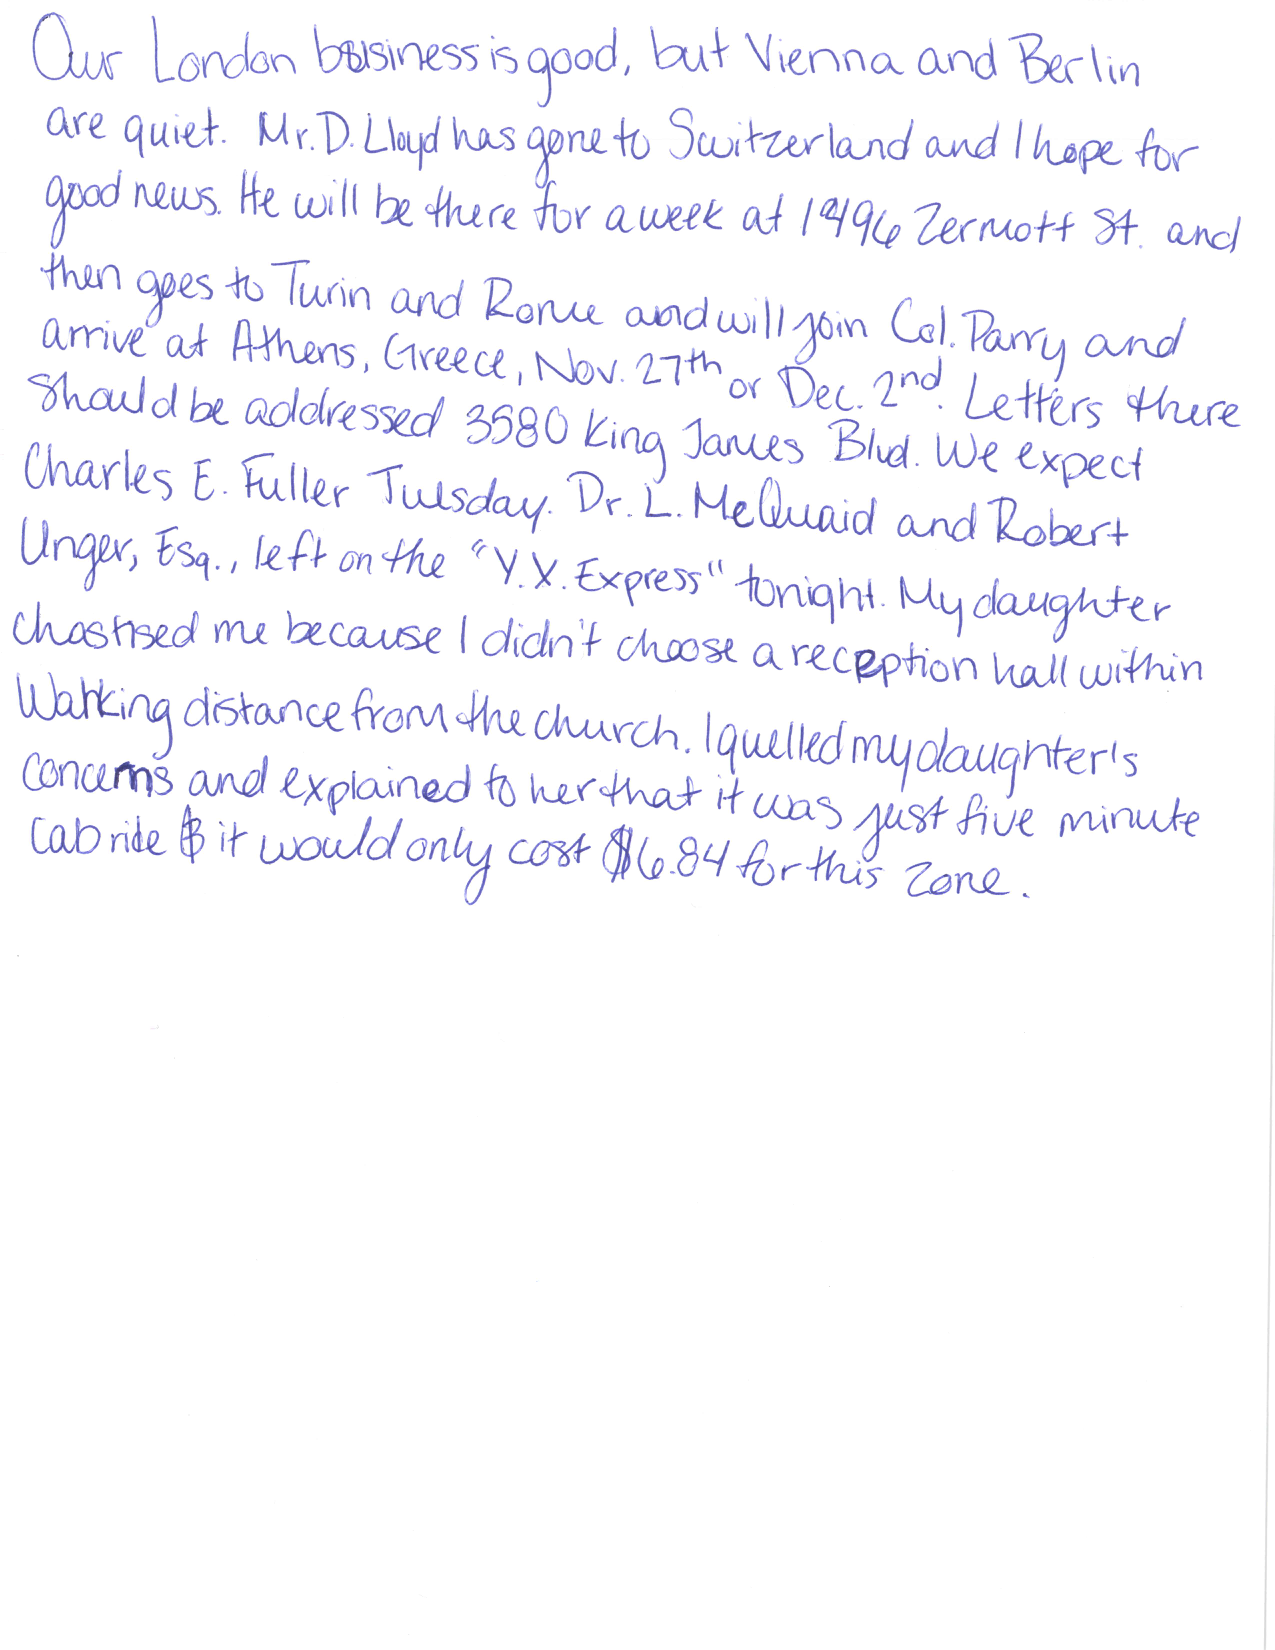 Our London business is good, but Vienna and Berlin
are quiet. Mr. D. Lloyd has gone to Switzerland and I hope for
good news. He will be there for a week at 1496 Zermott St. and
then goes to Turin and Rome and will join Col. Parry and
arrive at Athens, Greece, Nov. 27th or Dec. 2nd. Letters there
should be addressed 3580 King James Blvd. We expect
Charles E. Fuller Tuesday. Dr. L. McQuaid and Robert
Unger, Esq., left on the "Y.X. Express" tonight. My daughter
chastised me because I didn't choose a reception hall within
walking distance from the church. I quelled my daughter's
concerns and explained to her that it was just five minute
cab ride & it would only cost $6.84 for this zone.